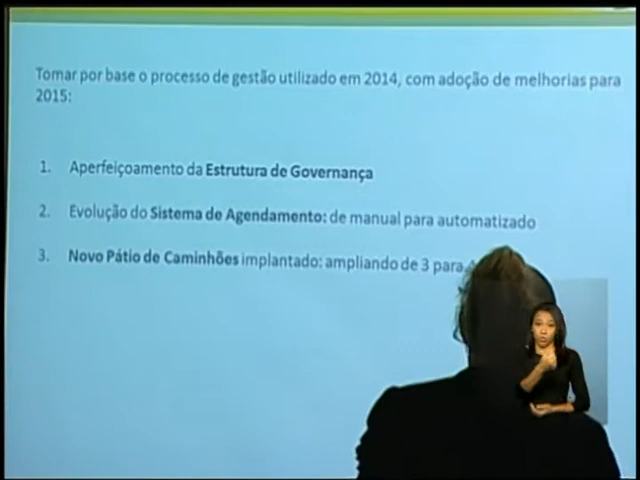 Tomar por base o processo de gestão utilizado em 2014, com adoção de melhorias para
2015:
1. Aperfeiçoamento da Estrutura de Governança
2. Evolução do Sistema de Agendamento: de manual para automatizado
3. Novo Pátio de Caminhões implantado: ampliando de 3 para